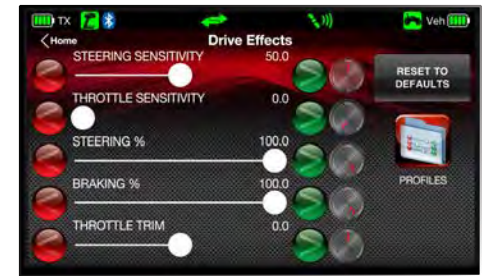 TX Veh
Home Drive Effects
STEERING SENSITIVITY 50.0
RESET TO
DEFAULTS
THROTTLE SENSITIVITY 0.0
STEERING % 100.0
BRAKING % 100.0
PROFILES
THROTTLE TRIM 0.0